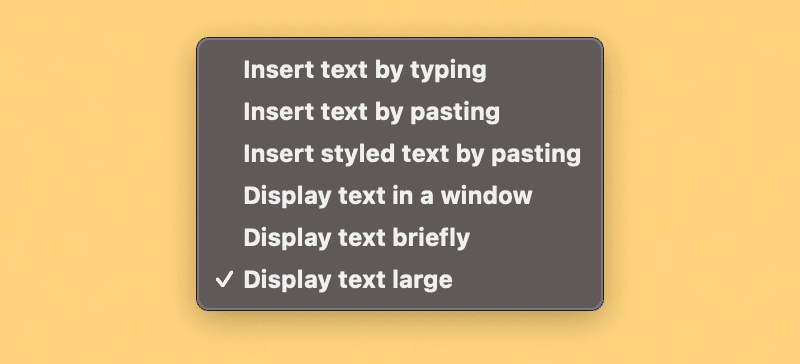 Insert text by typing
Insert text by pasting
Insert styled text by pasting
Display text in a window
Display text briefly
✓ Display text large